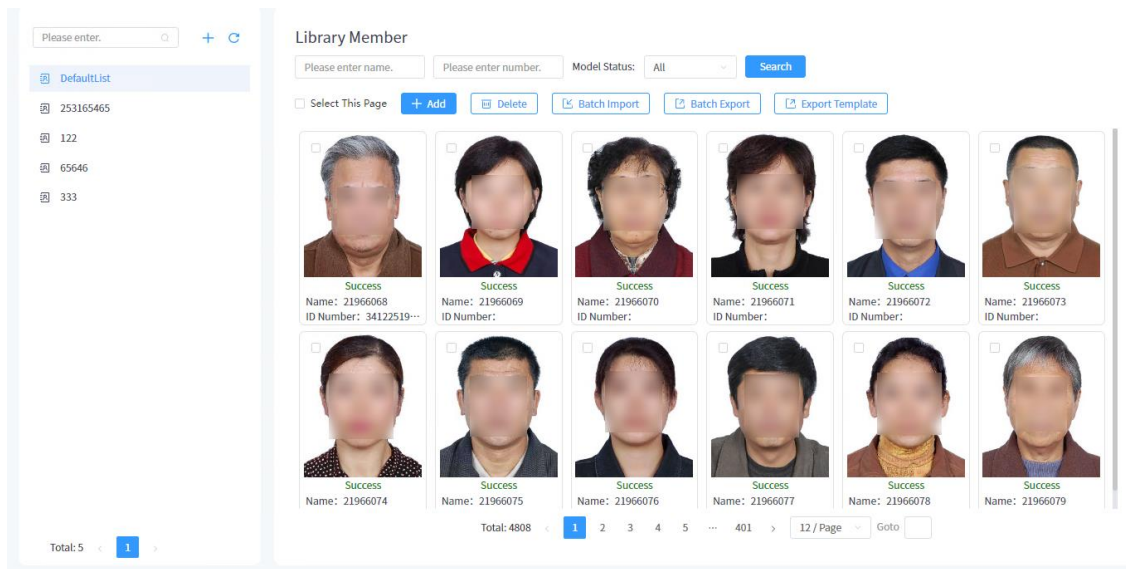 Please enter.
DefaultList
253165465
122
65646
333
Total: 5 < 1 >
Library Member
Please enter name. Please enter number. Model Status: All Search
Select This Page + Add Delete Batch Import Batch Export Export Template
Success Success Success Success Success Success
Name: 21966068 Name: 21966069 Name: 21966070 Name: 21966071 Name: 21966072 Name: 21966073
ID Number: 34122519… ID Number: ID Number: ID Number: ID Number: ID Number:
Success Success Success Success Success Success
Name: 21966074 Name: 21966075 Name: 21966076 Name: 21966077 Name: 21966078 Name: 21966079
Total: 4808 < 1 2 3 4 5 … 401 > 12 / Page Goto